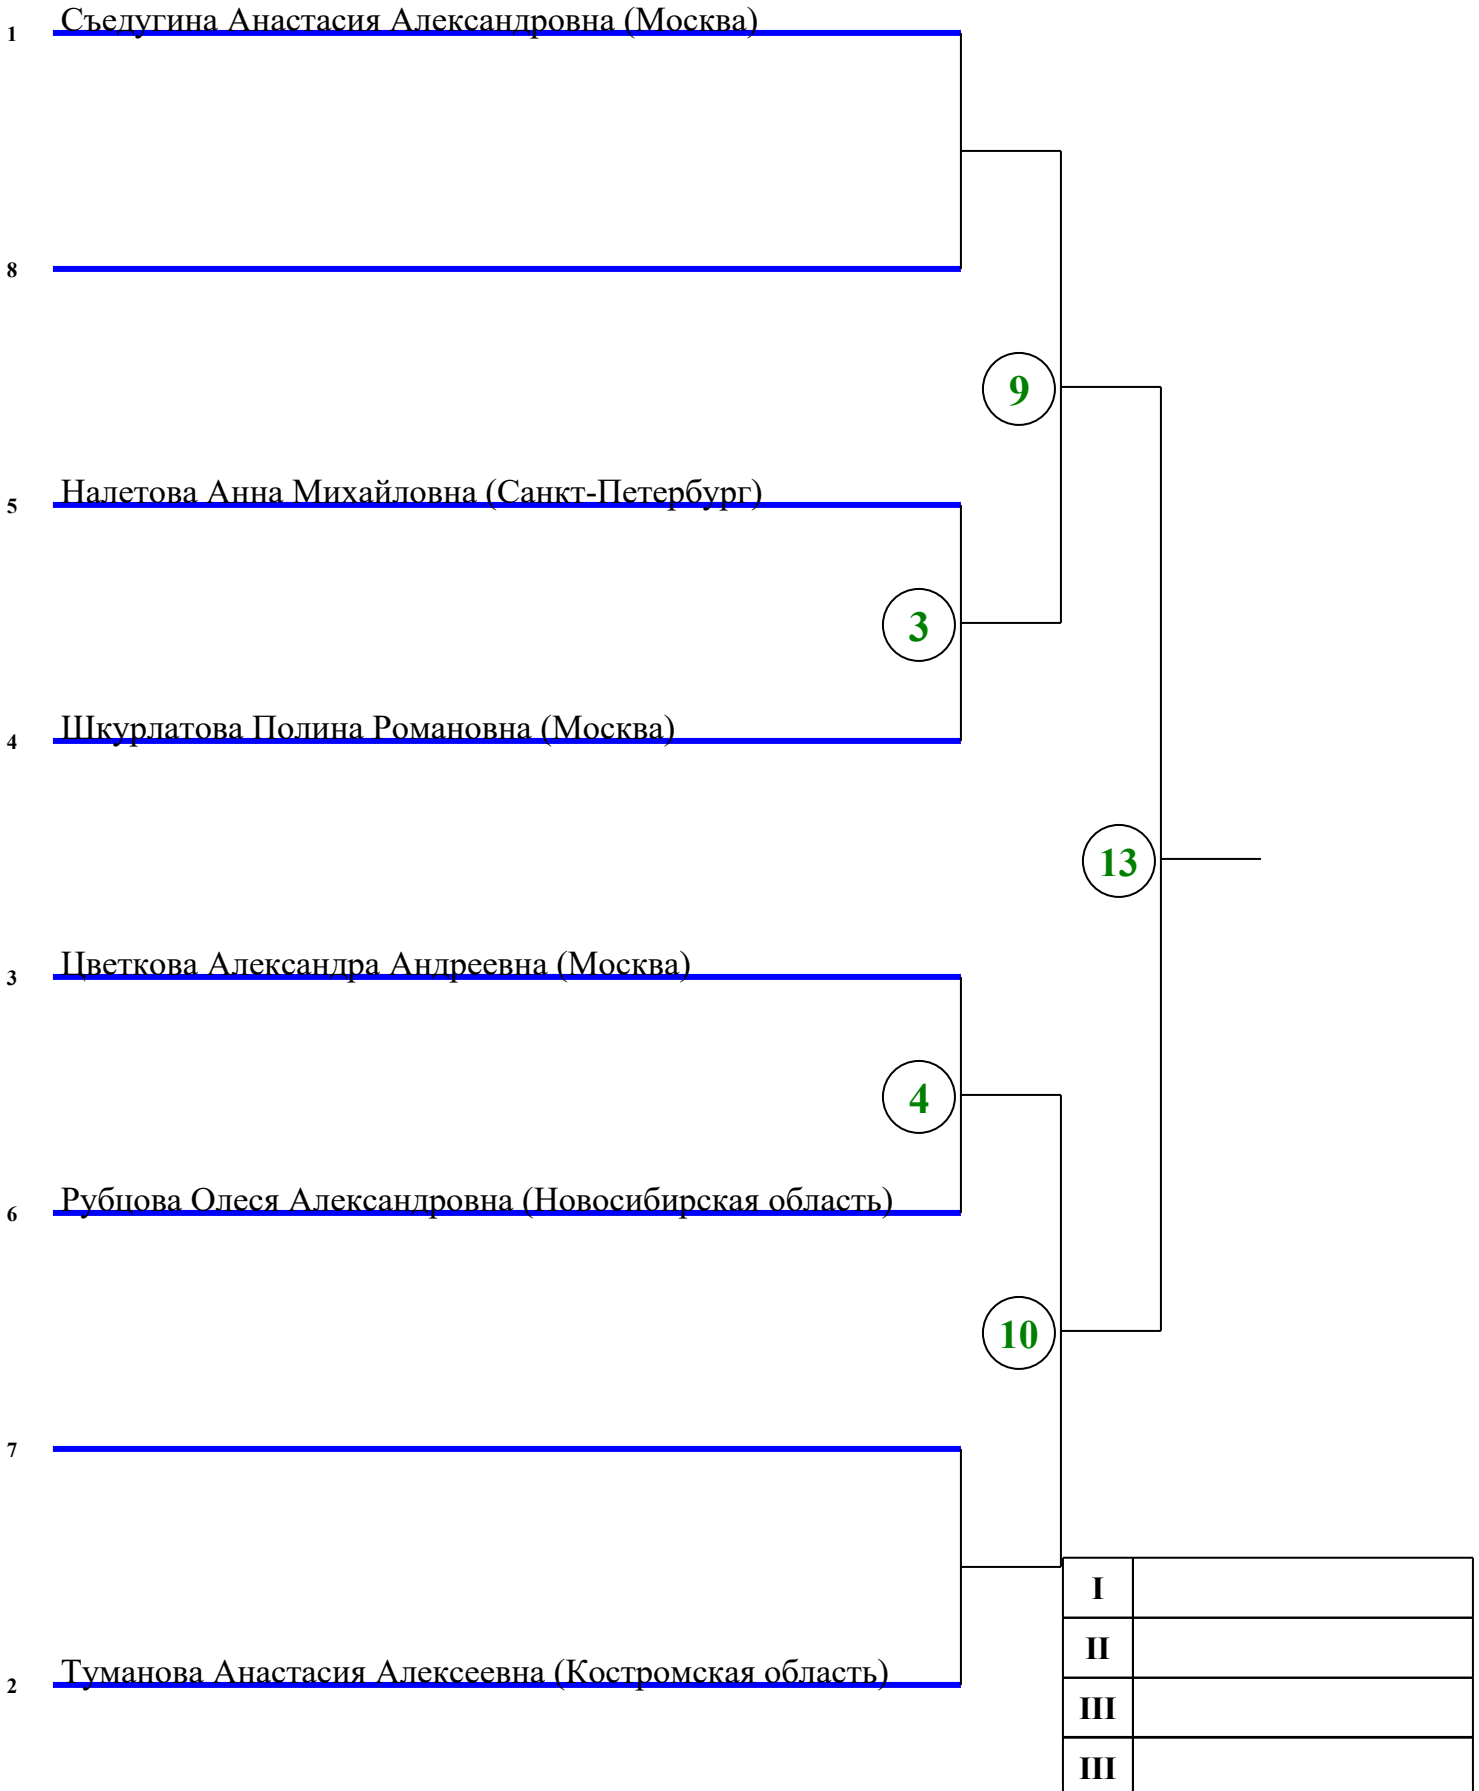 1 Съедугина Анастасия Александровна (Москва)
8
9
5 Налетова Анна Михайловна (Санкт-Петербург)
3
4 Шкурлатова Полина Романовна (Москва)
13
3 Цветкова Александра Андреевна (Москва)
4
6 Рубцова Олеся Александровна (Новосибирская область)
10
7
I
II
2 Туманова Анастасия Алексеевна (Костромская область)
III
III